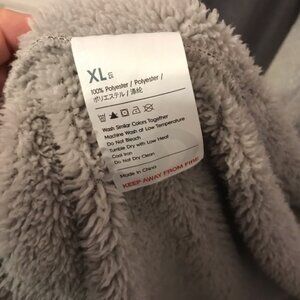 XL
100% Polyester / Polyester /
ポリエステル / 涤纶
Wash Similar Colors Together
Machine Wash at Low Temperature
Do Not Bleach
Tumble Dry with Low Heat
Cool Iron
Do Not Dry Clean
Made in China
KEEP AWAY FROM FIRE